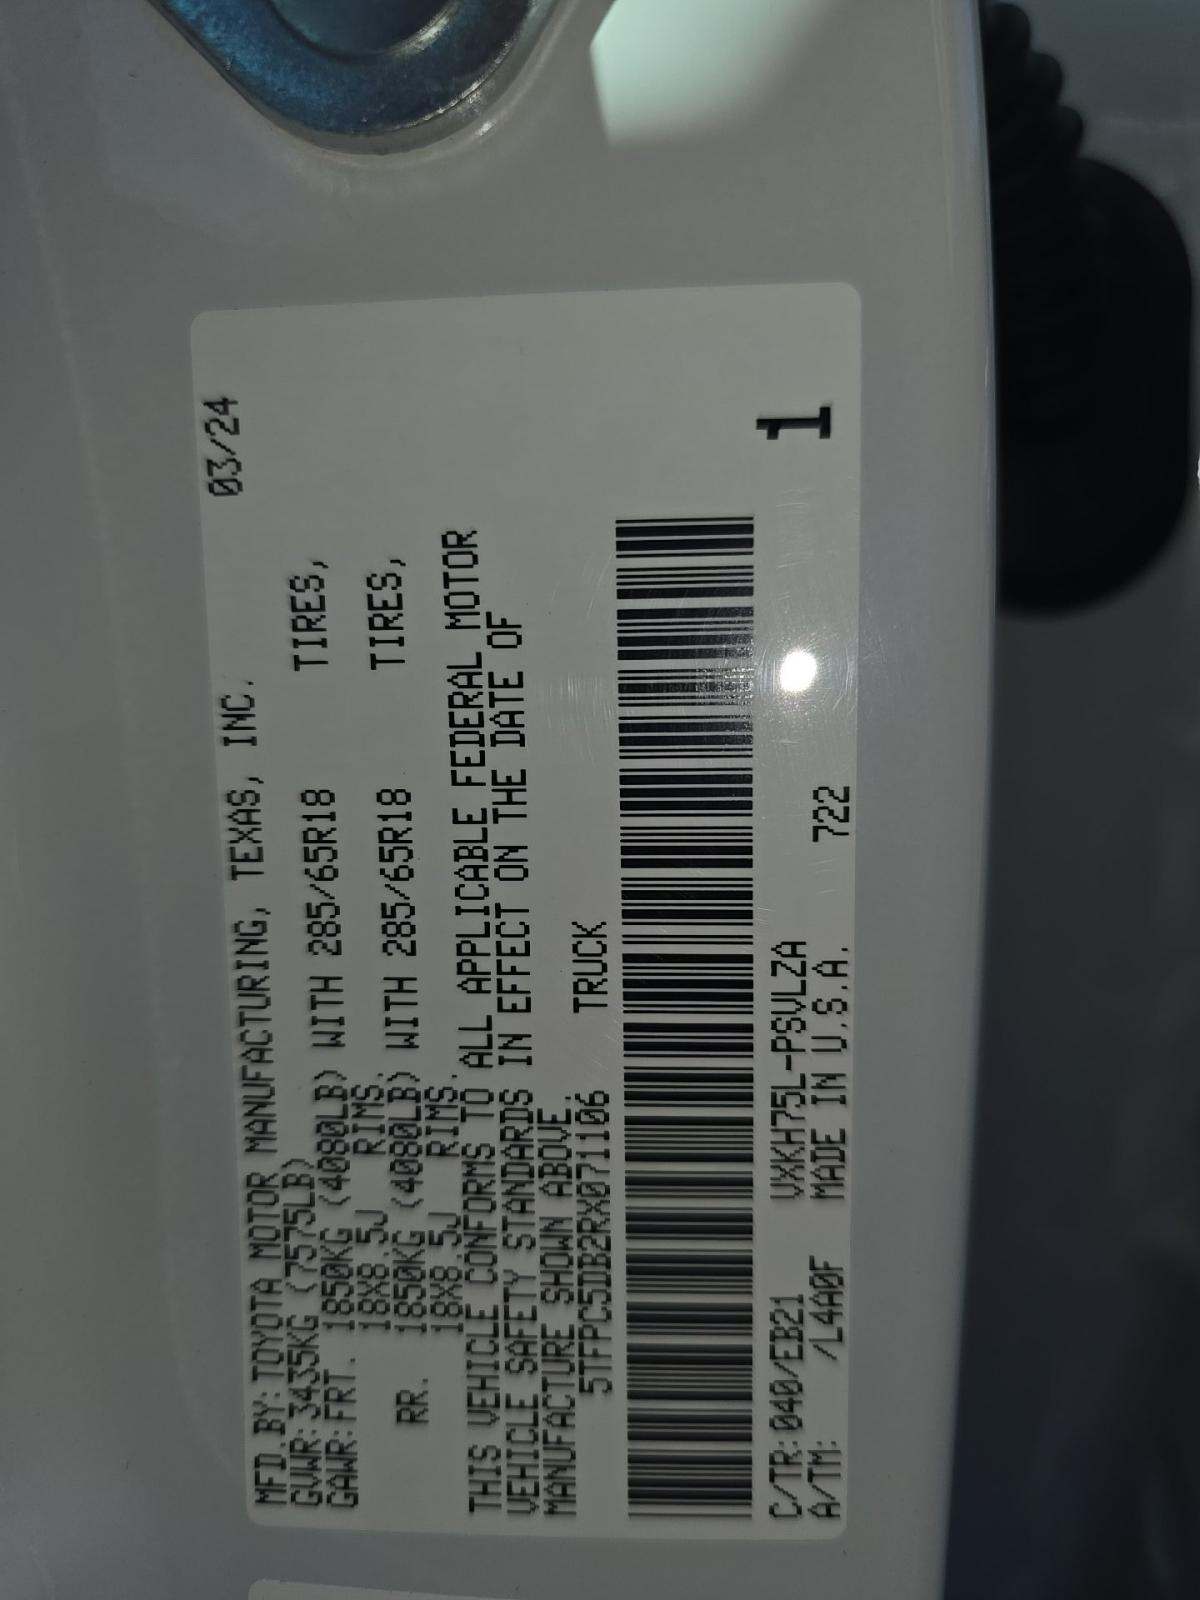 MFD.BY:TOYOTA MOTOR MANUFACTURING, TEXAS, INC. 03/24
GVWR:3435KG (7575LB)
GAWR:FRT. 1850KG (4080LB) WITH 285/65R18 TIRES,
18X8.5J RIMS.
RR. 1850KG (4080LB) WITH 285/65R18 TIRES,
18X8.5J RIMS.
THIS VEHICLE CONFORMS TO ALL APPLICABLE FEDERAL MOTOR
VEHICLE SAFETY STANDARDS IN EFFECT ON THE DATE OF
MANUFACTURE SHOWN ABOVE.
5TFPC5DB2RX071106 TRUCK
C/TR:040/EB21 VXKH75L-PSVLZA 1
A/TM: /L4A0F MADE IN U.S.A. 722